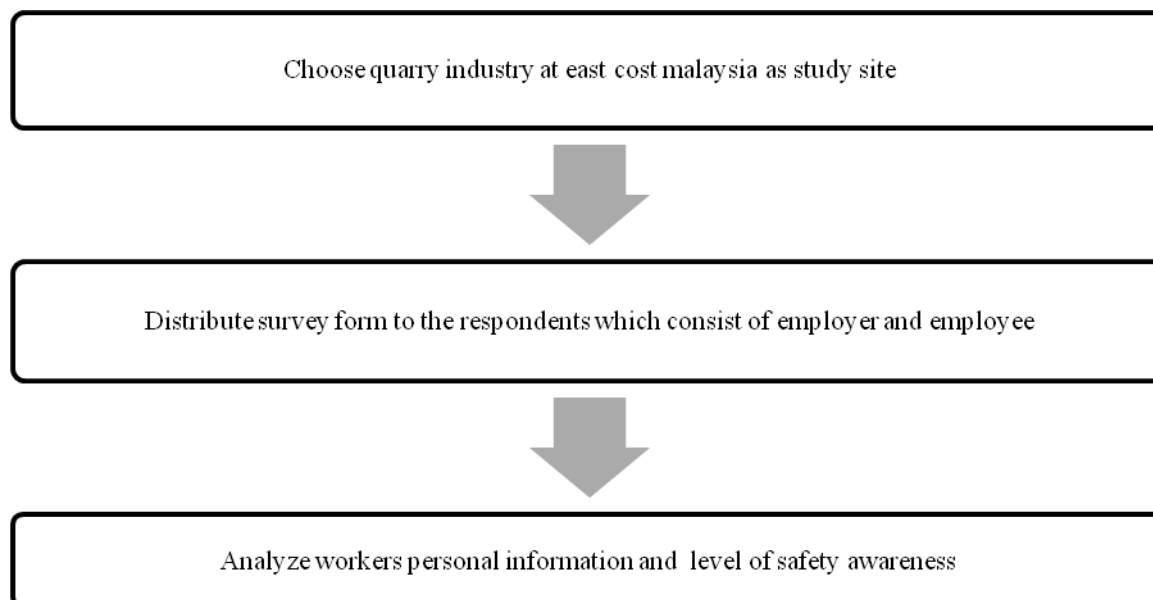 Choose quarry industry at east cost malaysia as study site
Distribute survey form to the respondents which consist of employer and employee
Analyze workers personal information and level of safety awareness